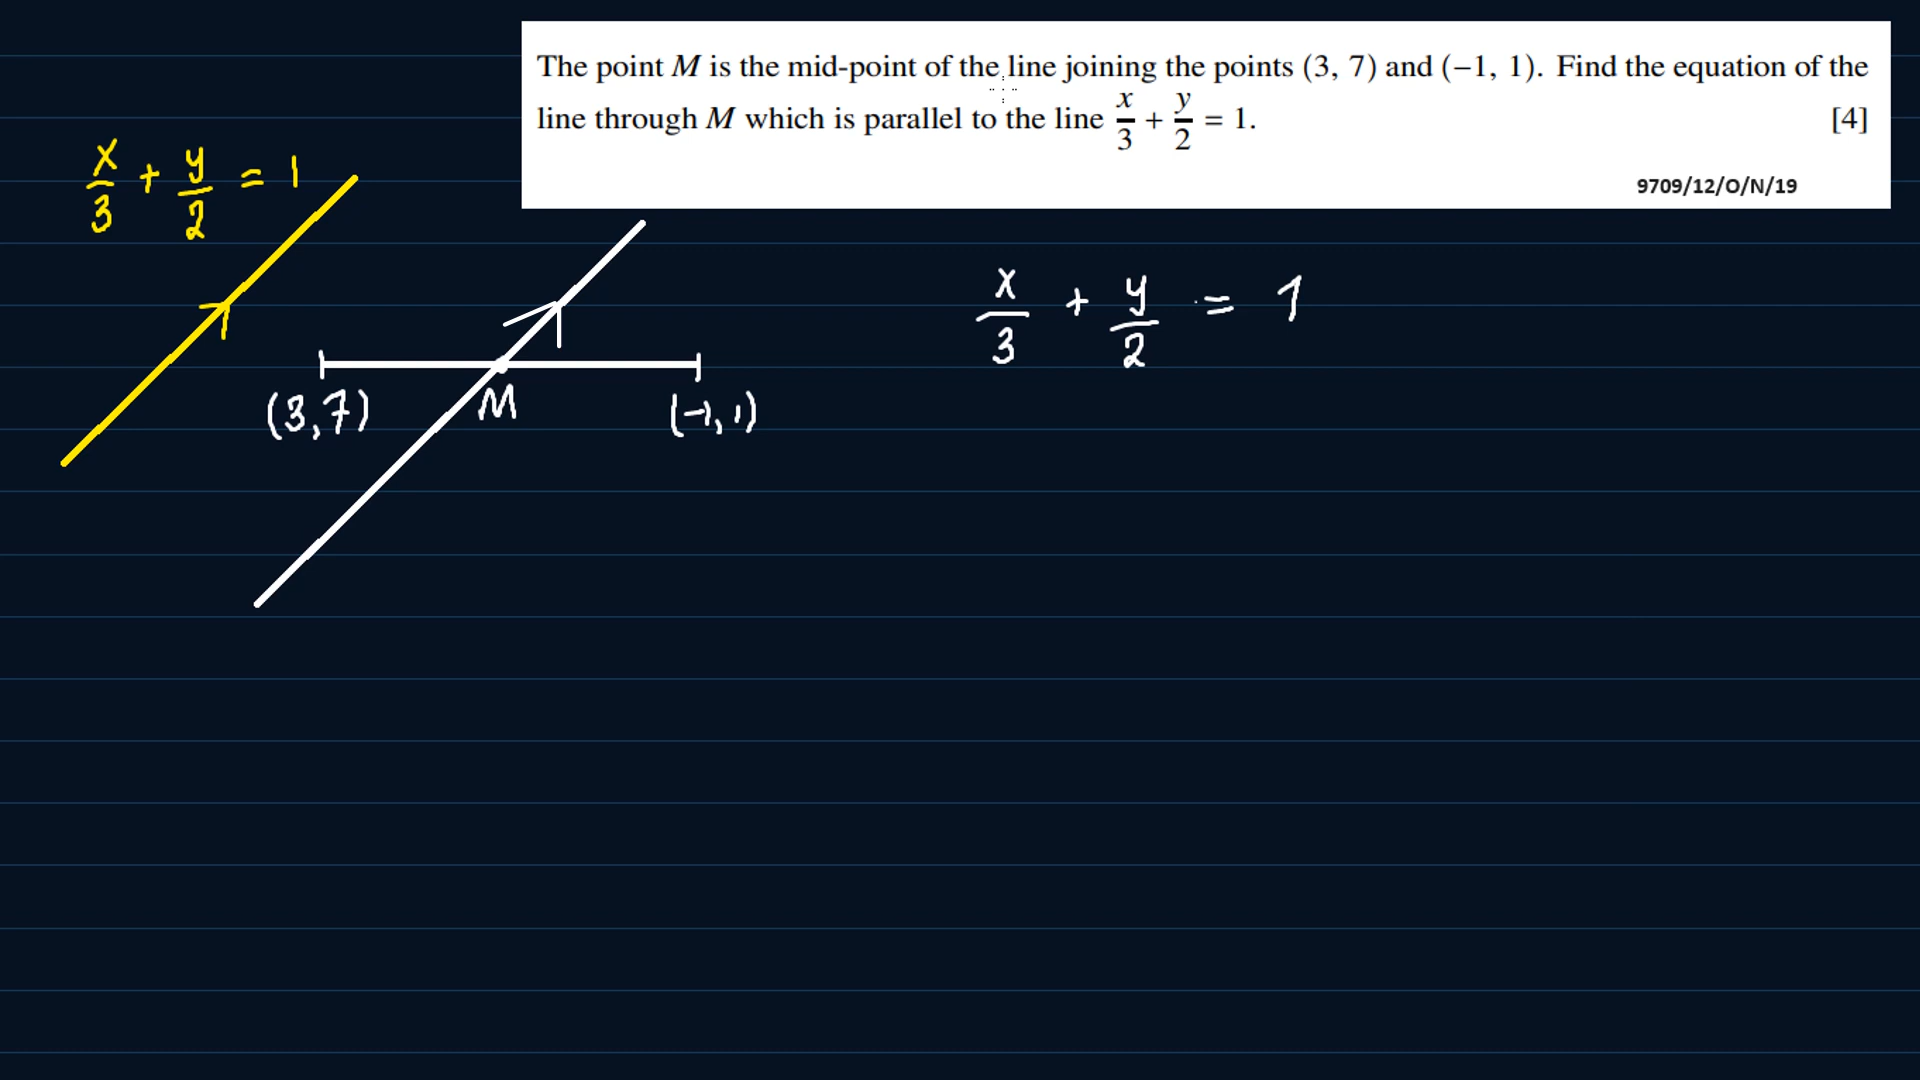 The point M is the mid-point of the line joining the points (3, 7) and (−1, 1). Find the equation of the
line through M which is parallel to the line x/3 + y/2 = 1. [4]
9709/12/O/N/19
x/3 + y/2 = 1
x/3 + y/2 = 1
(3,7) M (-1, 1)